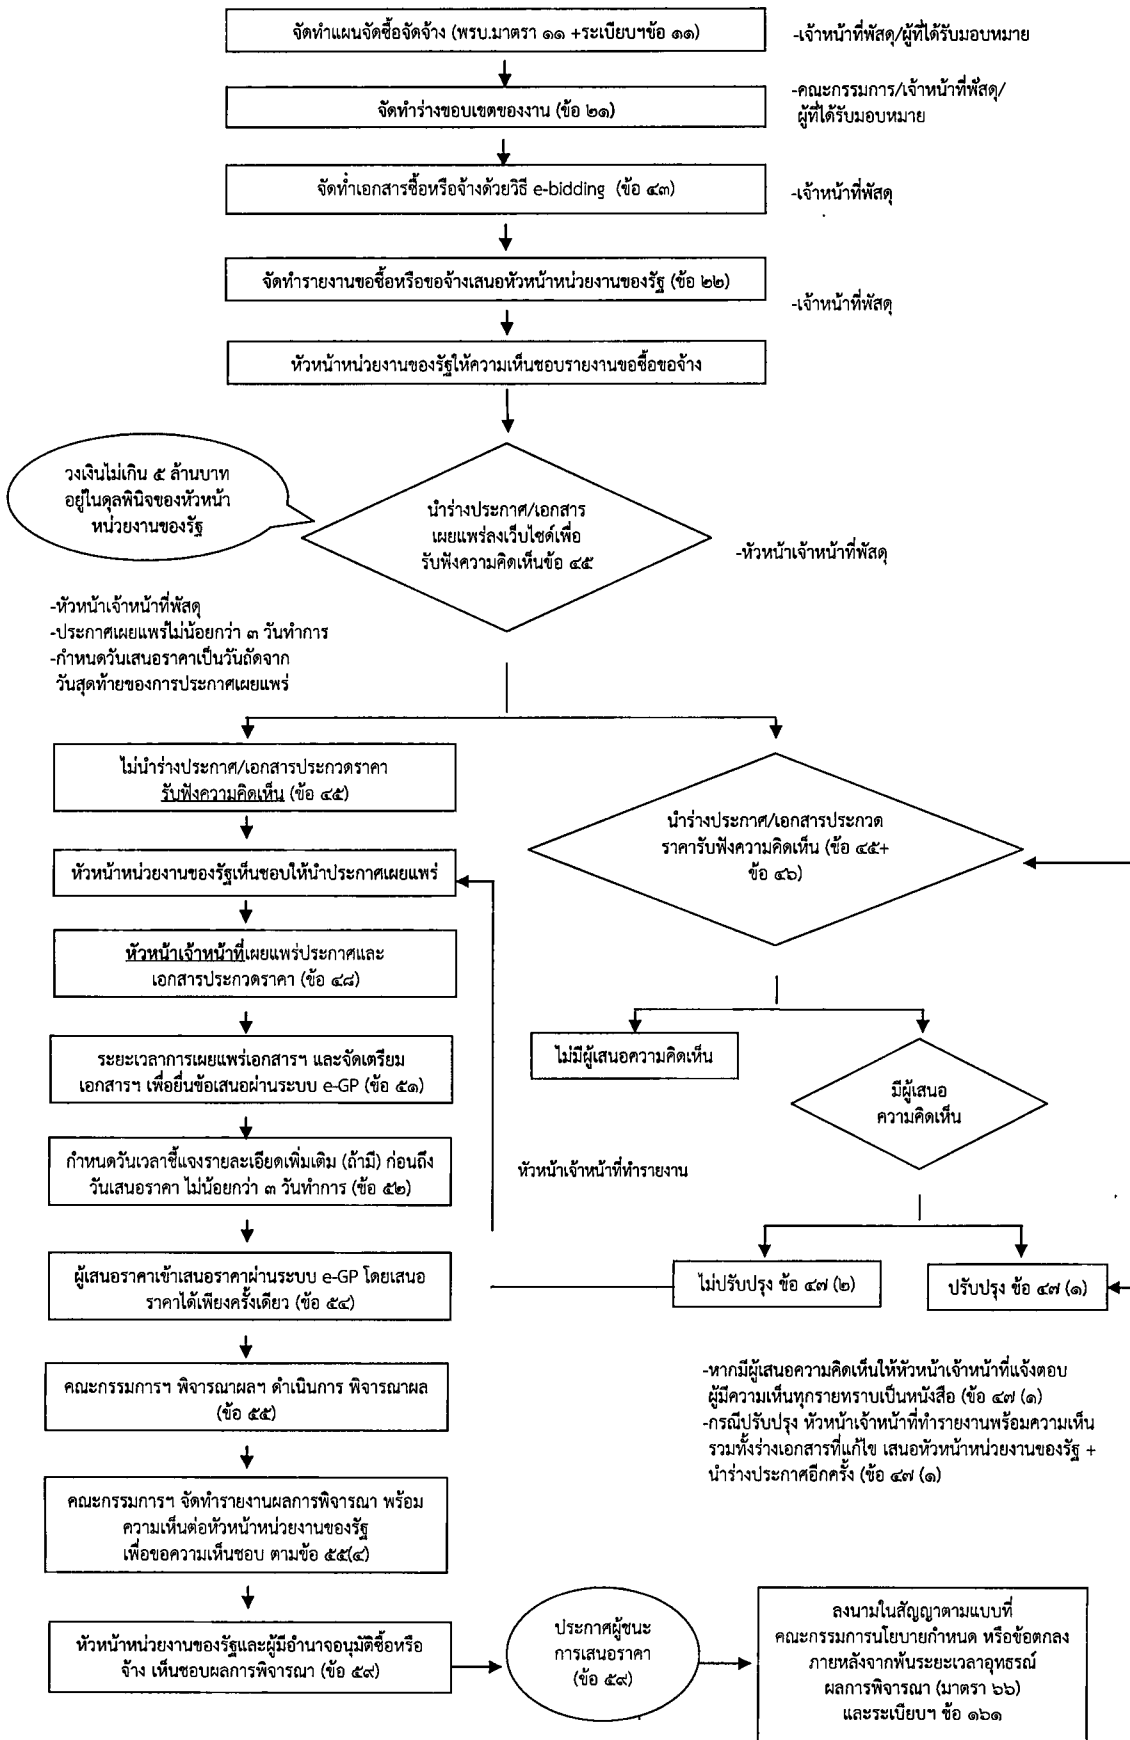 จัดทำแผนจัดซื้อจัดจ้าง (พรบ.มาตรา ๑๑ +ระเบียบฯข้อ ๑๑)
-เจ้าหน้าที่พัสดุ/ผู้ที่ได้รับมอบหมาย
จัดทำร่างขอบเขตของงาน (ข้อ ๒๑)
-คณะกรรมการ/เจ้าหน้าที่พัสดุ/
ผู้ที่ได้รับมอบหมาย
จัดทำเอกสารซื้อหรือจ้างด้วยวิธี e-bidding (ข้อ ๔๓)
-เจ้าหน้าที่พัสดุ
จัดทำรายงานขอซื้อหรือขอจ้างเสนอหัวหน้าหน่วยงานของรัฐ (ข้อ ๒๒)
-เจ้าหน้าที่พัสดุ
หัวหน้าหน่วยงานของรัฐให้ความเห็นชอบรายงานขอซื้อขอจ้าง
วงเงินไม่เกิน ๕ ล้านบาท
อยู่ในดุลพินิจของหัวหน้า
หน่วยงานของรัฐ
นำร่างประกาศ/เอกสาร
เผยแพร่ลงเว็บไซต์เพื่อ
รับฟังความคิดเห็นข้อ ๔๕
-หัวหน้าเจ้าหน้าที่พัสดุ
-หัวหน้าเจ้าหน้าที่พัสดุ
-ประกาศเผยแพร่ไม่น้อยกว่า ๓ วันทำการ
-กำหนดวันเสนอราคาเป็นวันถัดจาก
วันสุดท้ายของการประกาศเผยแพร่
ไม่นำร่างประกาศ/เอกสารประกวดราคา
รับฟังความคิดเห็น (ข้อ ๔๕)
นำร่างประกาศ/เอกสารประกวด
ราคารับฟังความคิดเห็น (ข้อ ๔๕+
ข้อ ๔๖)
หัวหน้าหน่วยงานของรัฐเห็นชอบให้นำประกาศเผยแพร่
หัวหน้าเจ้าหน้าที่เผยแพร่ประกาศและ
เอกสารประกวดราคา (ข้อ ๔๘)
ระยะเวลาการเผยแพร่เอกสารฯ และจัดเตรียม
เอกสารฯ เพื่อยื่นข้อเสนอผ่านระบบ e-GP (ข้อ ๕๑)
ไม่มีผู้เสนอความคิดเห็น
มีผู้เสนอ
ความคิดเห็น
กำหนดวันเวลาชี้แจงรายละเอียดเพิ่มเติม (ถ้ามี) ก่อนถึง
วันเสนอราคา ไม่น้อยกว่า ๓ วันทำการ (ข้อ ๕๒)
หัวหน้าเจ้าหน้าที่ทำรายงาน
ผู้เสนอราคาเข้าเสนอราคาผ่านระบบ e-GP โดยเสนอ
ราคาได้เพียงครั้งเดียว (ข้อ ๕๔)
ไม่ปรับปรุง ข้อ ๔๗ (๒)
ปรับปรุง ข้อ ๔๗ (๑)
คณะกรรมการฯ พิจารณาผลฯ ดำเนินการ พิจารณาผล
(ข้อ ๕๕)
-หากมีผู้เสนอความคิดเห็นให้หัวหน้าเจ้าหน้าที่แจ้งตอบ
ผู้มีความเห็นทุกรายทราบเป็นหนังสือ (ข้อ ๔๗ (๑)
-กรณีปรับปรุง หัวหน้าเจ้าหน้าที่ทำรายงานพร้อมความเห็น
รวมทั้งร่างเอกสารที่แก้ไข เสนอหัวหน้าหน่วยงานของรัฐ +
นำร่างประกาศอีกครั้ง (ข้อ ๔๗ (๑)
คณะกรรมการฯ จัดทำรายงานผลการพิจารณา พร้อม
ความเห็นต่อหัวหน้าหน่วยงานของรัฐ
เพื่อขอความเห็นชอบ ตามข้อ ๕๕(๔)
หัวหน้าหน่วยงานของรัฐและผู้มีอำนาจอนุมัติซื้อหรือ
จ้าง เห็นชอบผลการพิจารณา (ข้อ ๕๙)
ประกาศผู้ชนะ
การเสนอราคา
(ข้อ ๕๙)
ลงนามในสัญญาตามแบบที่
คณะกรรมการนโยบายกำหนด หรือข้อตกลง
ภายหลังจากพ้นระยะเวลาอุทธรณ์
ผลการพิจารณา (มาตรา ๖๖)
และระเบียบฯ ข้อ ๑๖๑